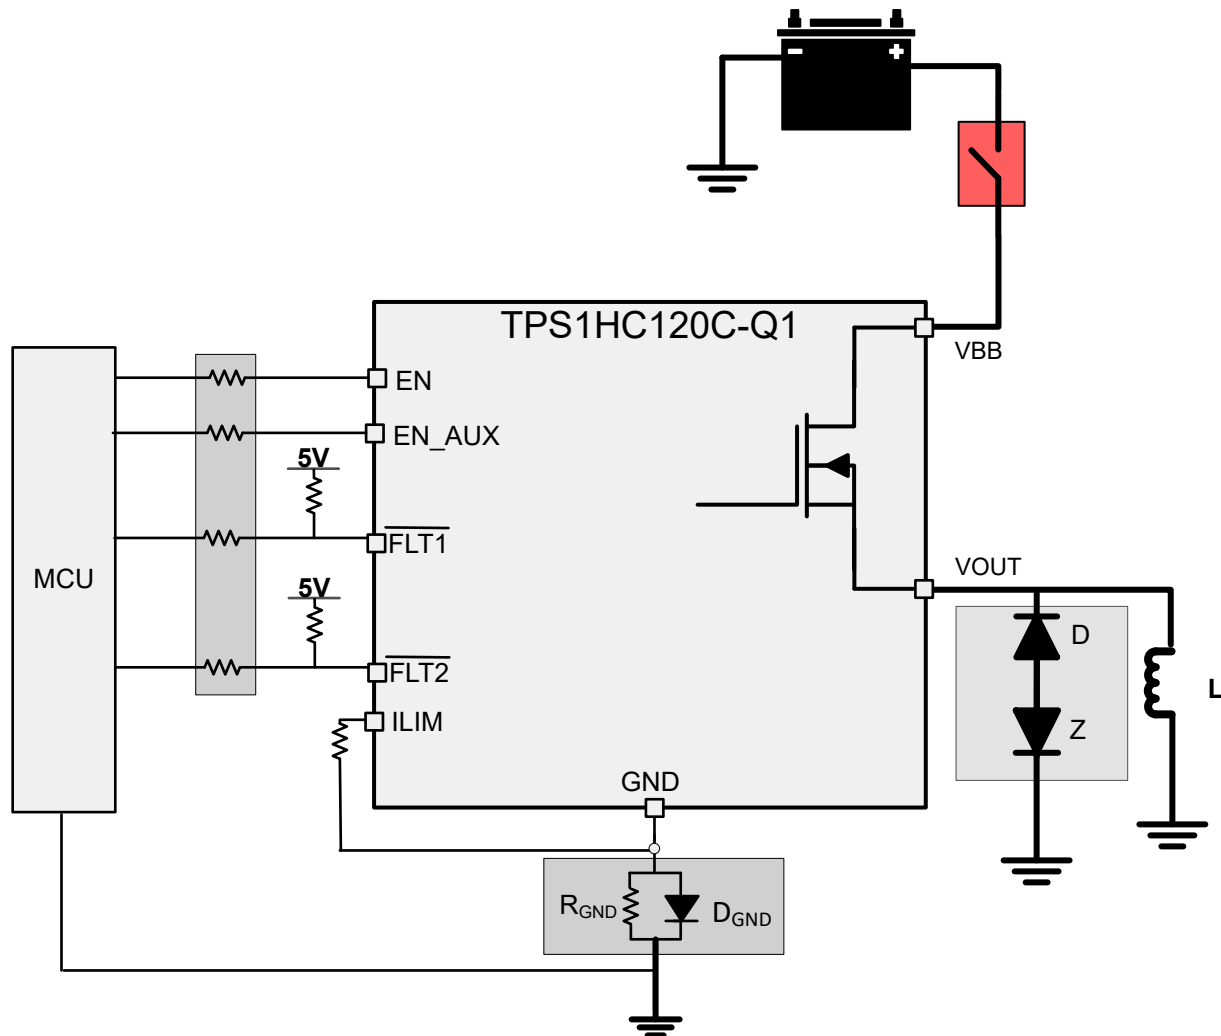 TPS1HC120C-Q1
VBB
EN
EN_AUX
5V
FLT1
MCU
5V
VOUT
D
FLT2
L
ILIM
Z
GND
RGND
DGND